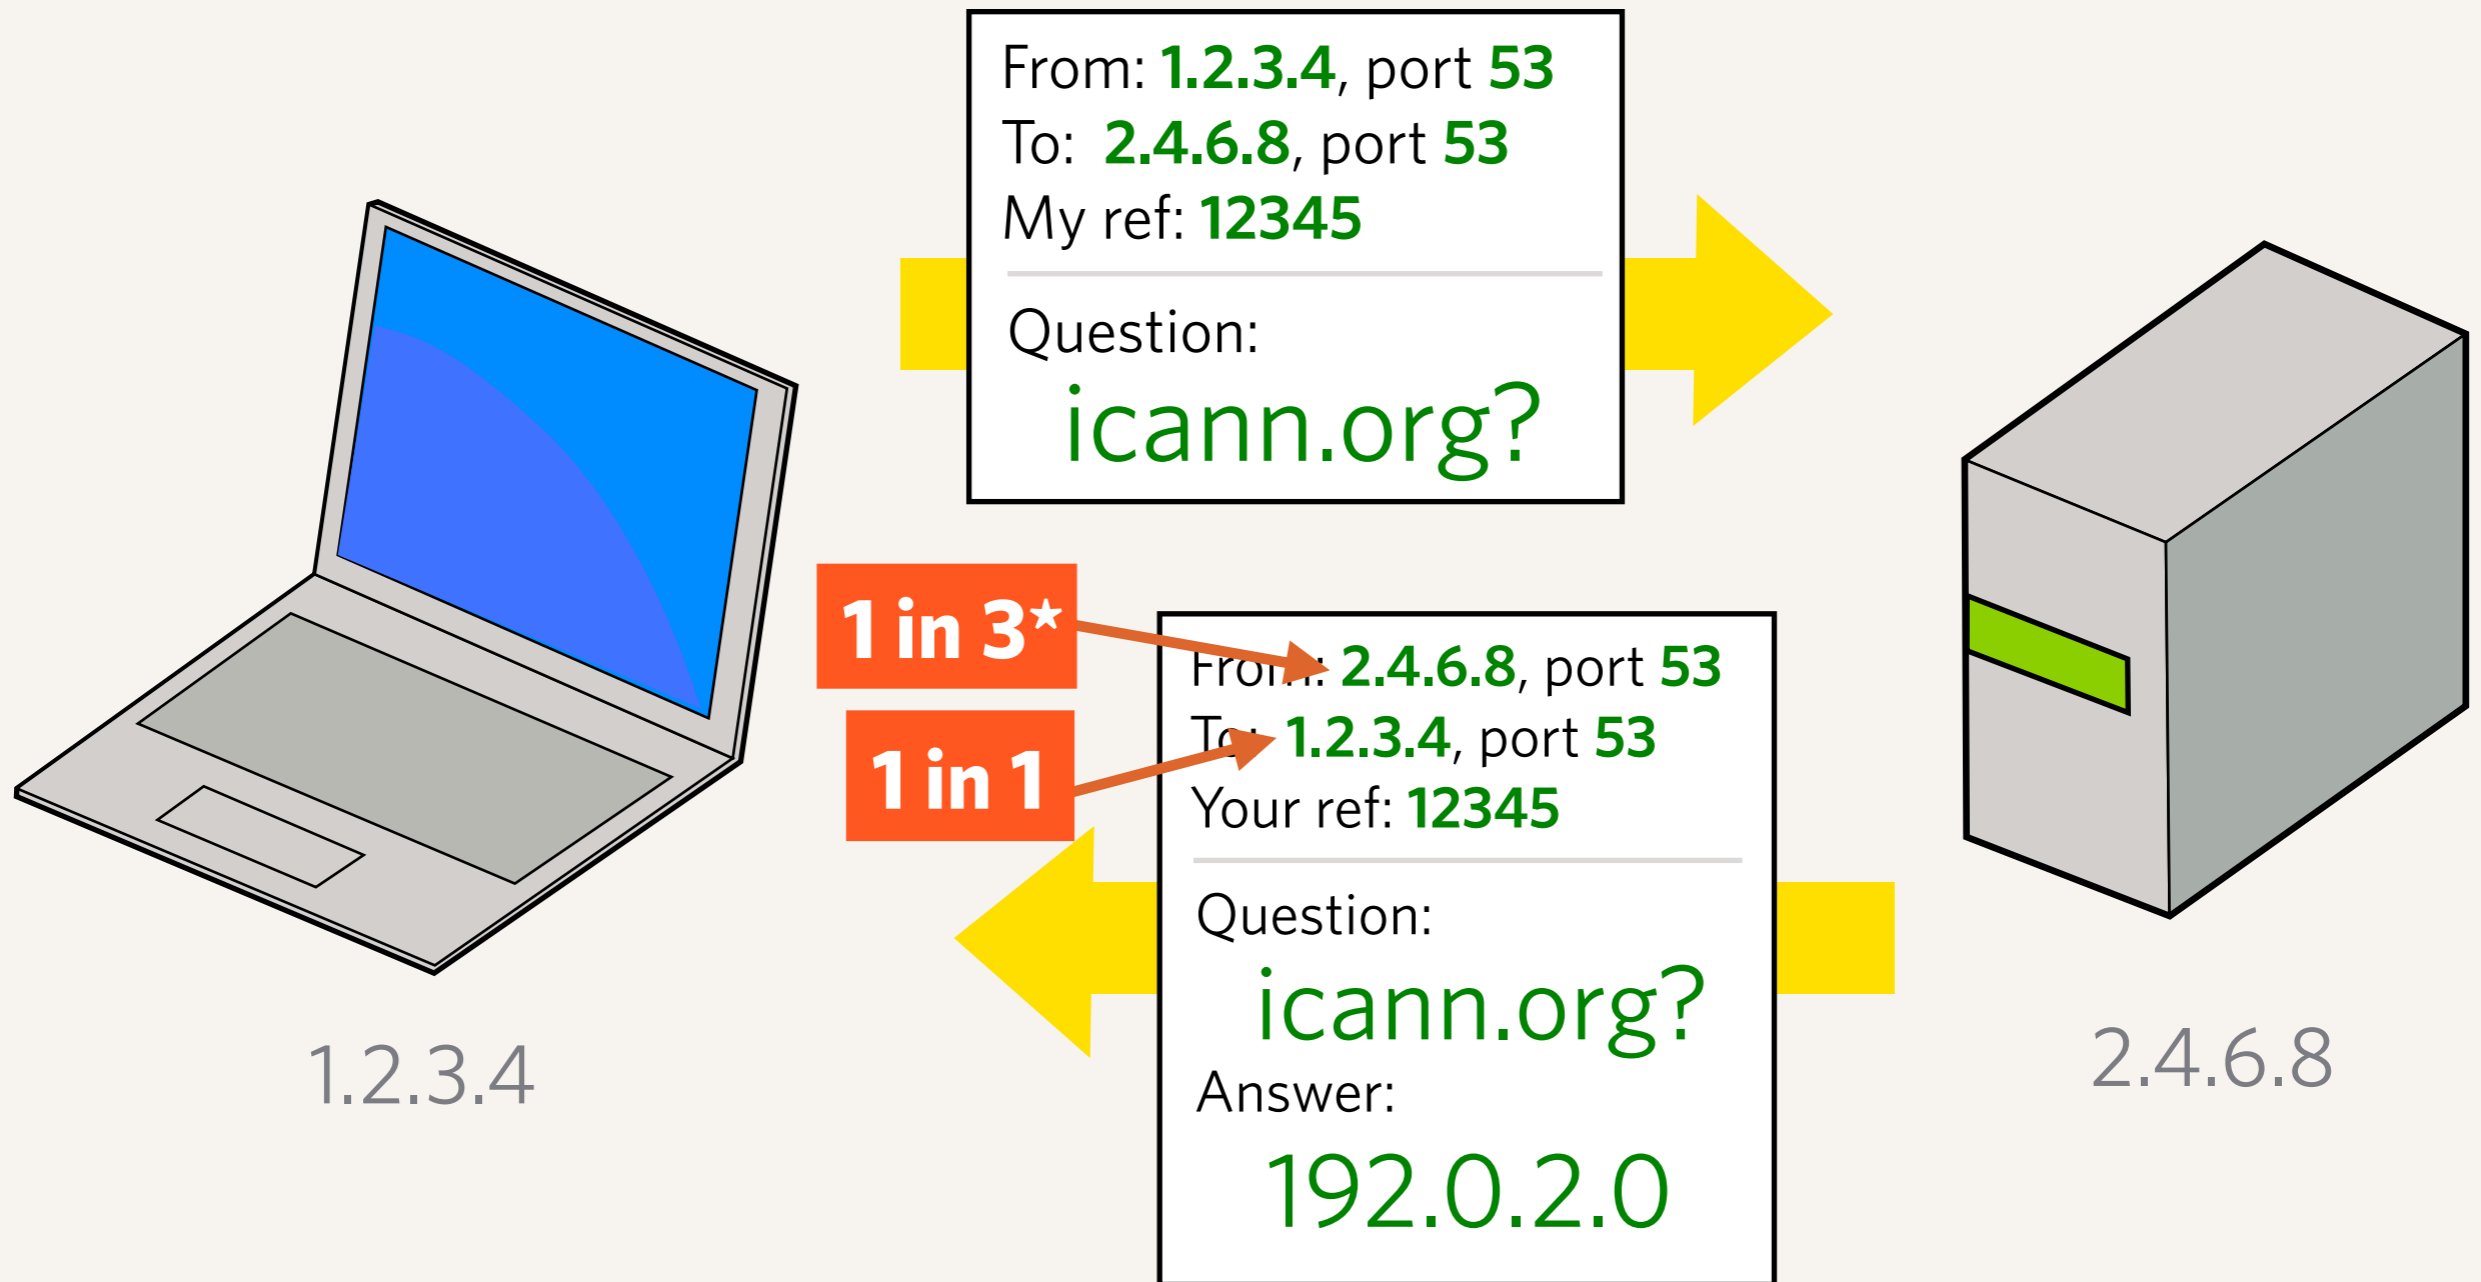 From: 1.2.3.4, port 53
To: 2.4.6.8, port 53
My ref: 12345
Question:
icann.org?
1 in 3*
1 in 1
From: 2.4.6.8, port 53
To: 1.2.3.4, port 53
Your ref: 12345
Question:
icann.org?
Answer:
192.0.2.0
1.2.3.4
2.4.6.8